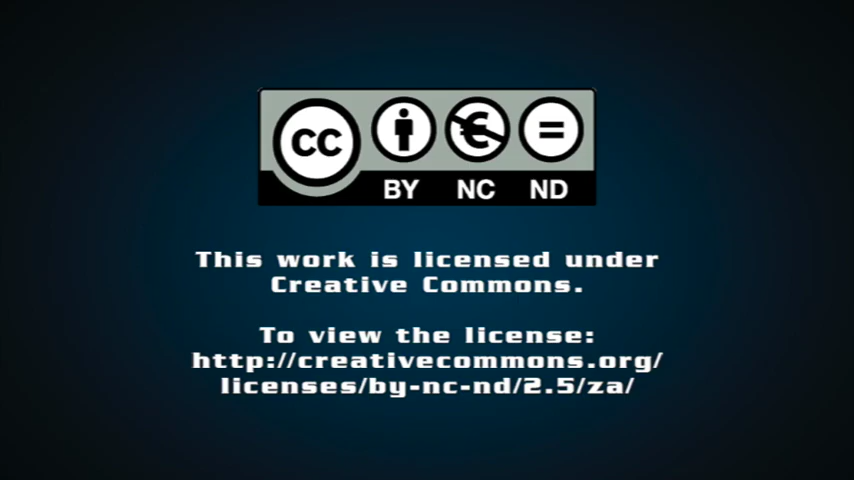 CC
BY NC ND
This work is licensed under
Creative Commons.
To view the license:
http://creativecommons.org/
licenses/by-nc-nd/2.5/za/